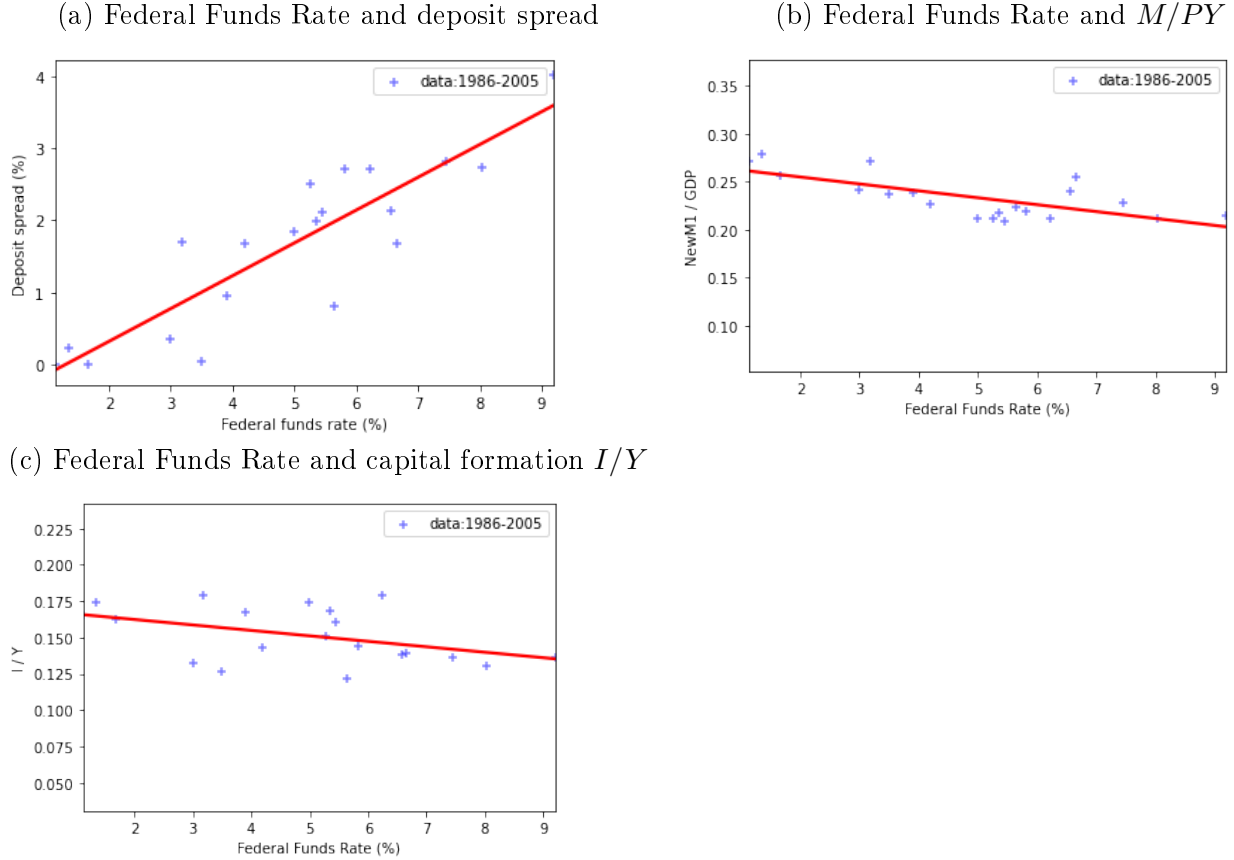 (a) Federal Funds Rate and deposit spread
(b) Federal Funds Rate and M/PY
data:1986-2005
4
3
2
1
0
Deposit spread (%)
2 3 4 5 6 7 8 9
Federal funds rate (%)
data:1986-2005
0.35
0.30
0.25
0.20
0.15
0.10
NewM1 / GDP
2 3 4 5 6 7 8 9
Federal Funds Rate (%)
(c) Federal Funds Rate and capital formation I/Y
data:1986-2005
0.225
0.200
0.175
0.150
0.125
0.100
0.075
0.050
I / Y
2 3 4 5 6 7 8 9
Federal Funds Rate (%)